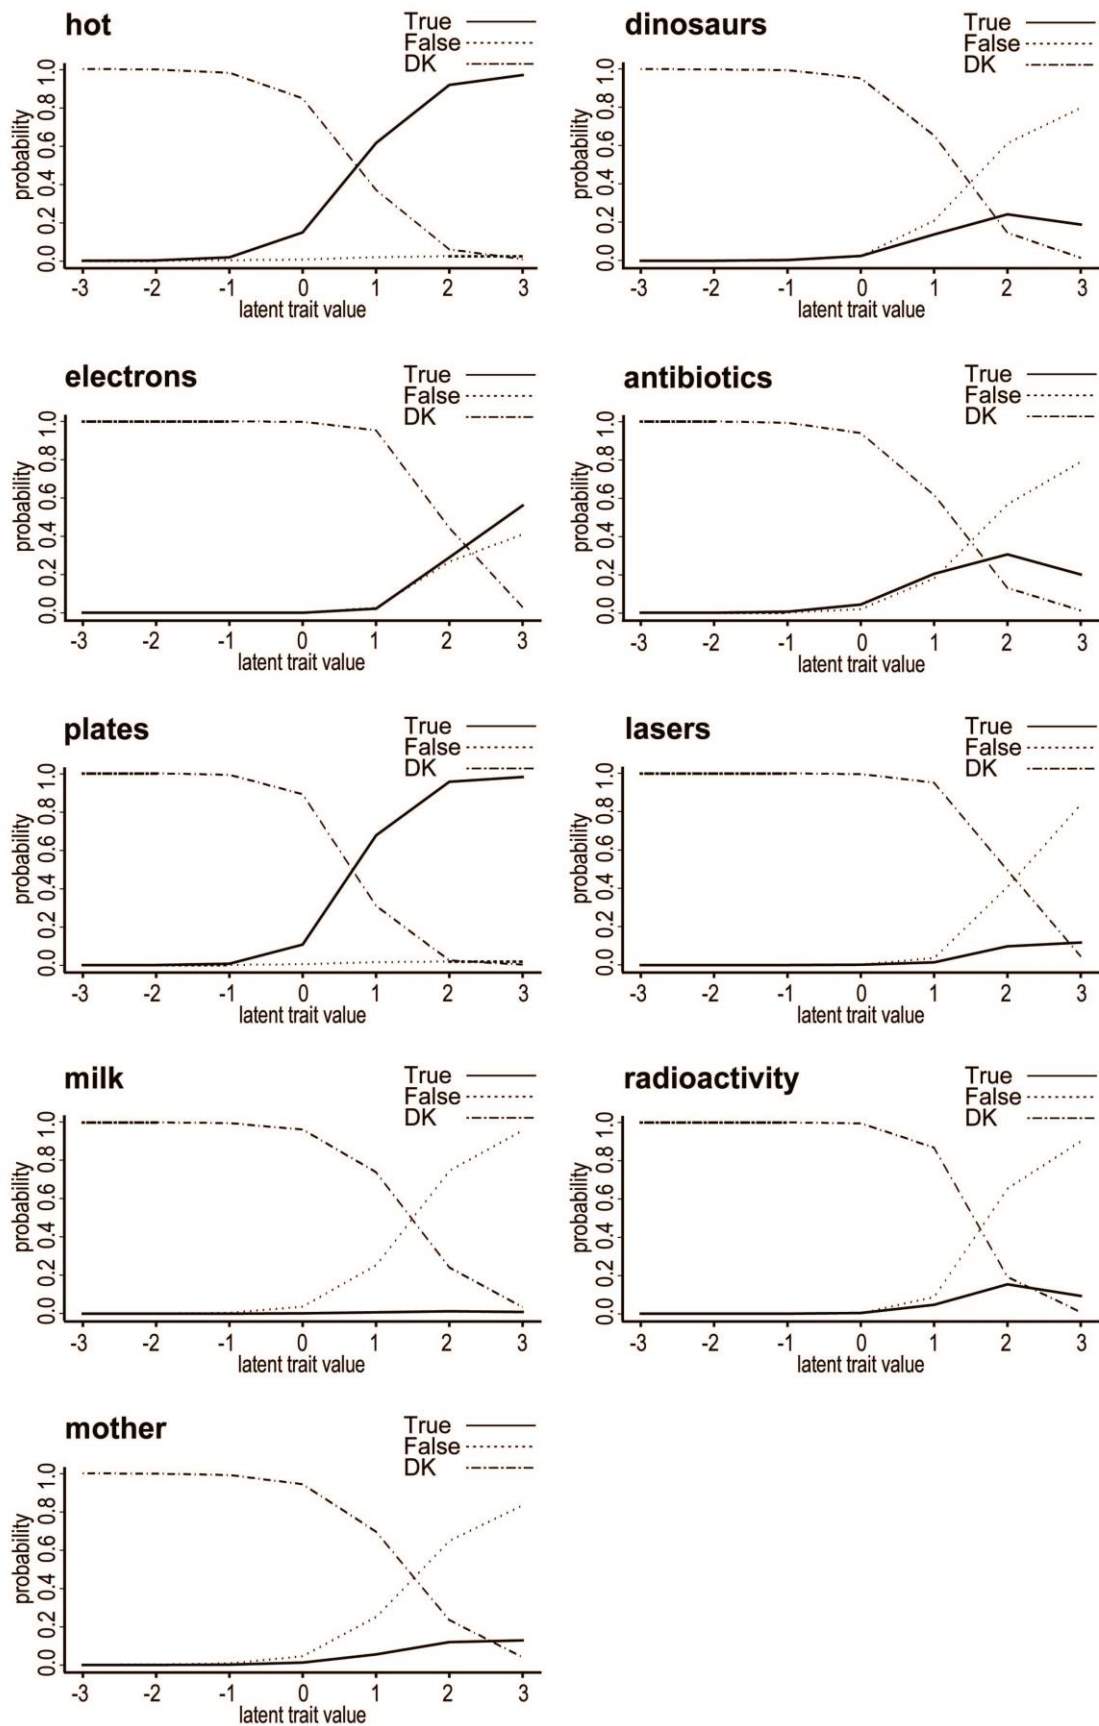 hot
True
False
DK
probability
0.0 0.2 0.4 0.6 0.8 1.0
-3 -2 -1 0 1 2 3
latent trait value
dinosaurs
True
False
DK
probability
0.0 0.2 0.4 0.6 0.8 1.0
-3 -2 -1 0 1 2 3
latent trait value
electrons
True
False
DK
probability
0.0 0.2 0.4 0.6 0.8 1.0
-3 -2 -1 0 1 2 3
latent trait value
antibiotics
True
False
DK
probability
0.0 0.2 0.4 0.6 0.8 1.0
-3 -2 -1 0 1 2 3
latent trait value
plates
True
False
DK
probability
0.0 0.2 0.4 0.6 0.8 1.0
-3 -2 -1 0 1 2 3
latent trait value
lasers
True
False
DK
probability
0.0 0.2 0.4 0.6 0.8 1.0
-3 -2 -1 0 1 2 3
latent trait value
milk
True
False
DK
probability
0.0 0.2 0.4 0.6 0.8 1.0
-3 -2 -1 0 1 2 3
latent trait value
radioactivity
True
False
DK
probability
0.0 0.2 0.4 0.6 0.8 1.0
-3 -2 -1 0 1 2 3
latent trait value
mother
True
False
DK
probability
0.0 0.2 0.4 0.6 0.8 1.0
-3 -2 -1 0 1 2 3
latent trait value